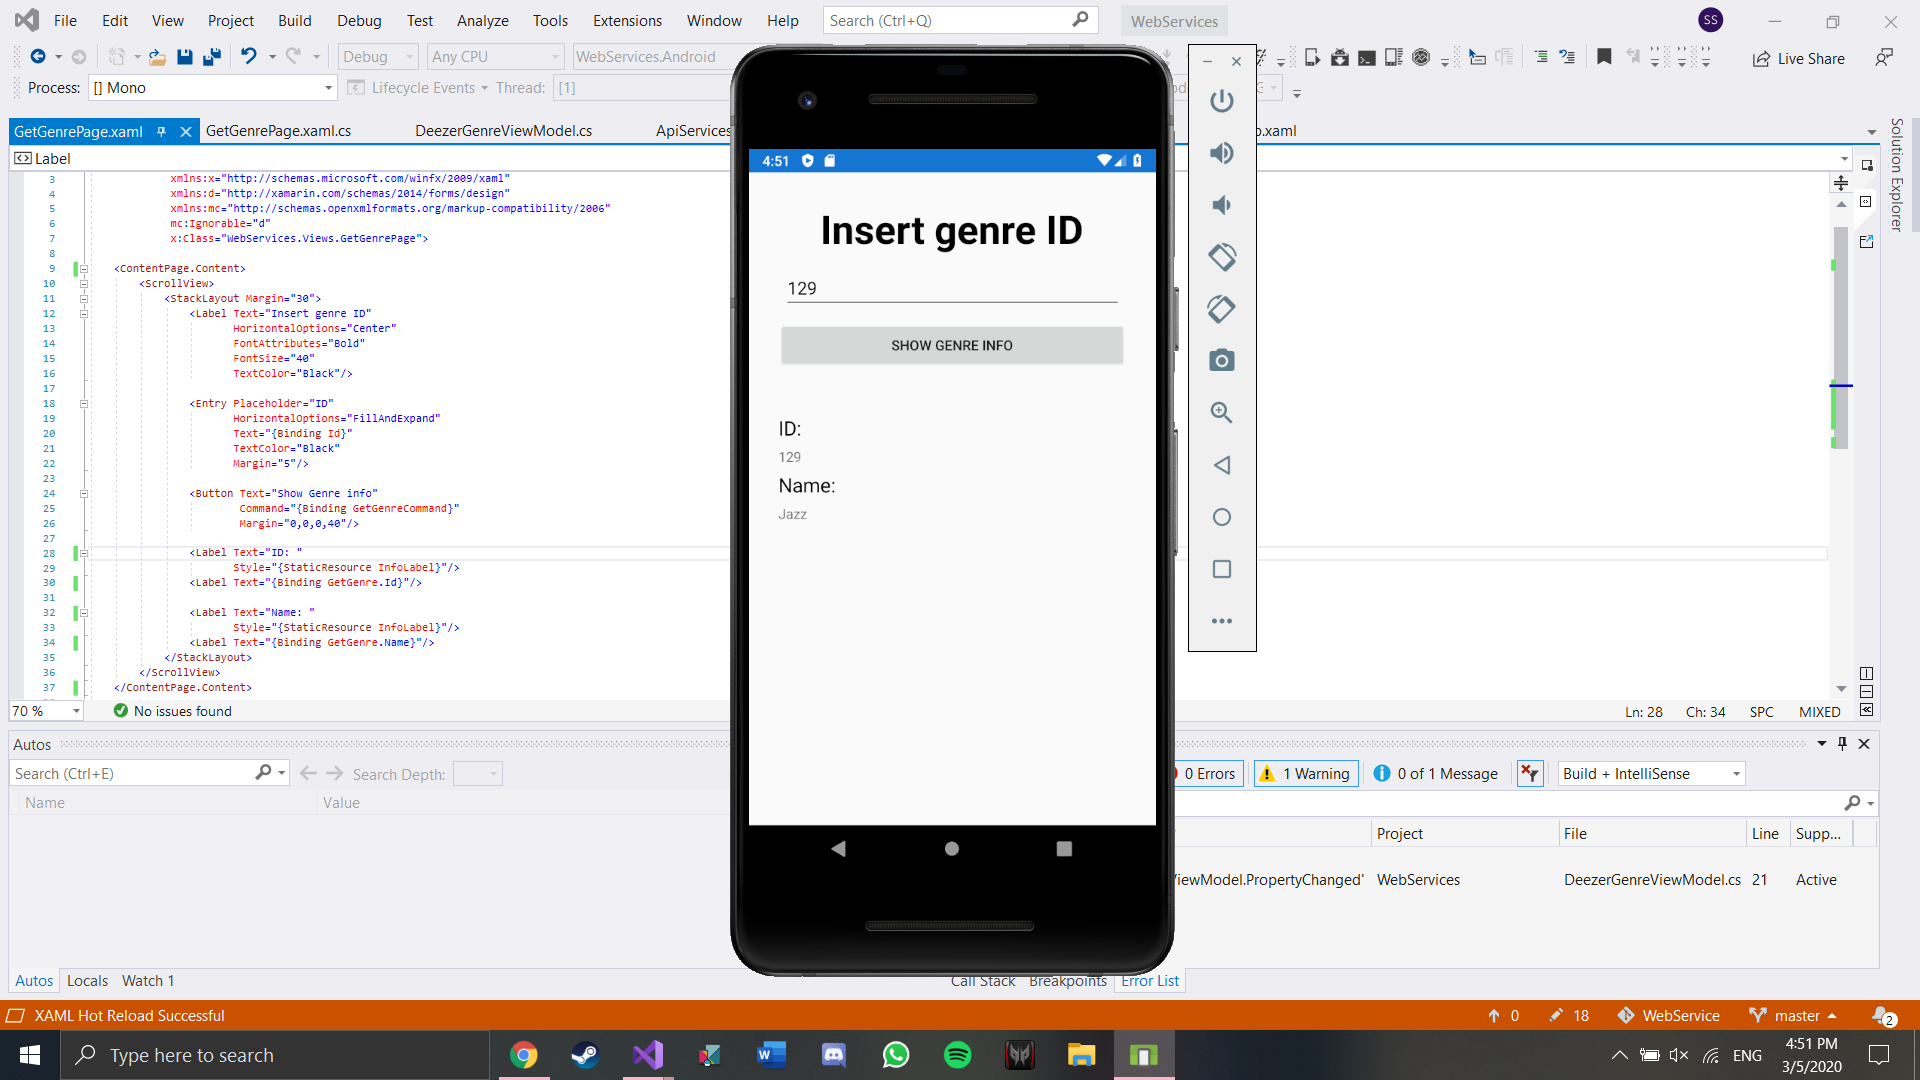 File Edit View Project Build Debug Test Analyze Tools Extensions Window Help Search (Ctrl+Q) WebServices SS
Debug Any CPU WebServices.Android Live Share
Process: [] Mono Lifecycle Events Thread: [1]
GetGenrePage.xaml GetGenrePage.xaml.cs DeezerGenreViewModel.cs ApiServices .xaml
Label
Solution Explorer
3 xmlns:x="http://schemas.microsoft.com/winfx/2009/xaml"
4 xmlns:d="http://xamarin.com/schemas/2014/forms/design"
5 xmlns:mc="http://schemas.openxmlformats.org/markup-compatibility/2006"
6 mc:Ignorable="d"
7 x:Class="WebServices.Views.GetGenrePage">
8
9 <ContentPage.Content>
10 <ScrollView>
11 <StackLayout Margin="30">
12 <Label Text="Insert genre ID"
13 HorizontalOptions="Center"
14 FontAttributes="Bold"
15 FontSize="40"
16 TextColor="Black"/>
17
18 <Entry Placeholder="ID"
19 HorizontalOptions="FillAndExpand"
20 Text="{Binding Id}"
21 TextColor="Black"
22 Margin="5"/>
23
24 <Button Text="Show Genre info"
25 Command="{Binding GetGenreCommand}"
26 Margin="0,0,0,40"/>
27
28 <Label Text="ID: "
29 Style="{StaticResource InfoLabel}"/>
30 <Label Text="{Binding GetGenre.Id}"/>
31
32 <Label Text="Name: "
33 Style="{StaticResource InfoLabel}"/>
34 <Label Text="{Binding GetGenre.Name}"/>
35 </StackLayout>
36 </ScrollView>
37 </ContentPage.Content>
70 % No issues found Ln: 28 Ch: 34 SPC MIXED
4:51
Insert genre ID
129
SHOW GENRE INFO
ID:
129
Name:
Jazz
Autos
Search (Ctrl+E) Search Depth:
Name Value
0 Errors 1 Warning 0 of 1 Message Build + IntelliSense
Project File Line Supp...
ViewModel.PropertyChanged' WebServices DeezerGenreViewModel.cs 21 Active
Autos Locals Watch 1 Call Stack Breakpoints Error List
XAML Hot Reload Successful 0 18 WebService master 2
Type here to search ENG 4:51 PM
3/5/2020